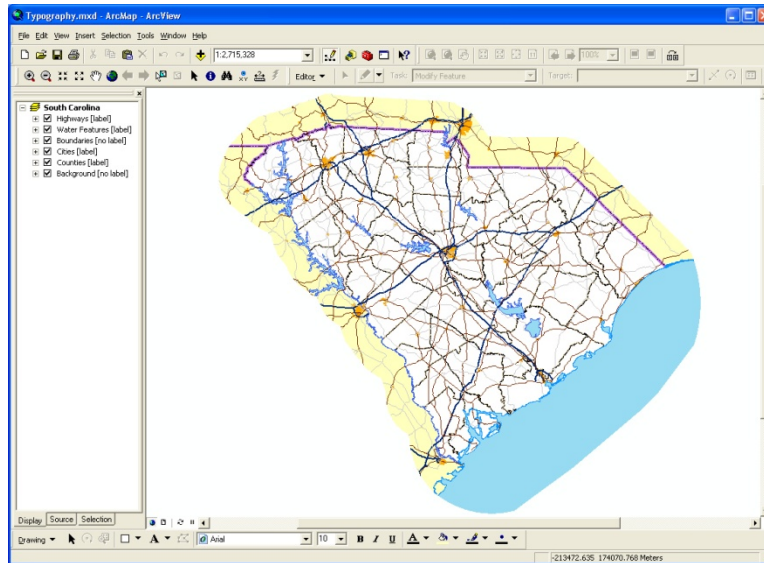 Typography.mxd - ArcMap - ArcView
File Edit View Insert Selection Tools Window Help
1:2,715,328
100%
Editor
Task: Modify Feature
Target:
South Carolina
Highways [label]
Water Features [label]
Boundaries [no label]
Cities [label]
Counties [label]
Background [no label]
Display Source Selection
Drawing
A
Arial
10
B I U A
-213472.635 174070.768 Meters